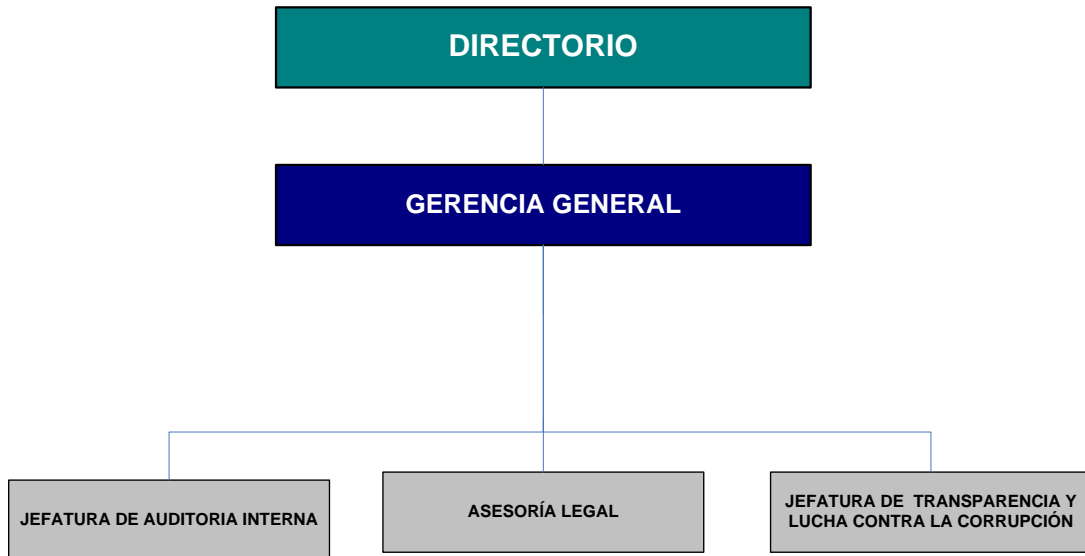 DIRECTORIO
GERENCIA GENERAL
JEFATURA DE AUDITORIA INTERNA
ASESORÍA LEGAL
JEFATURA DE TRANSPARENCIA Y
LUCHA CONTRA LA CORRUPCIÓN